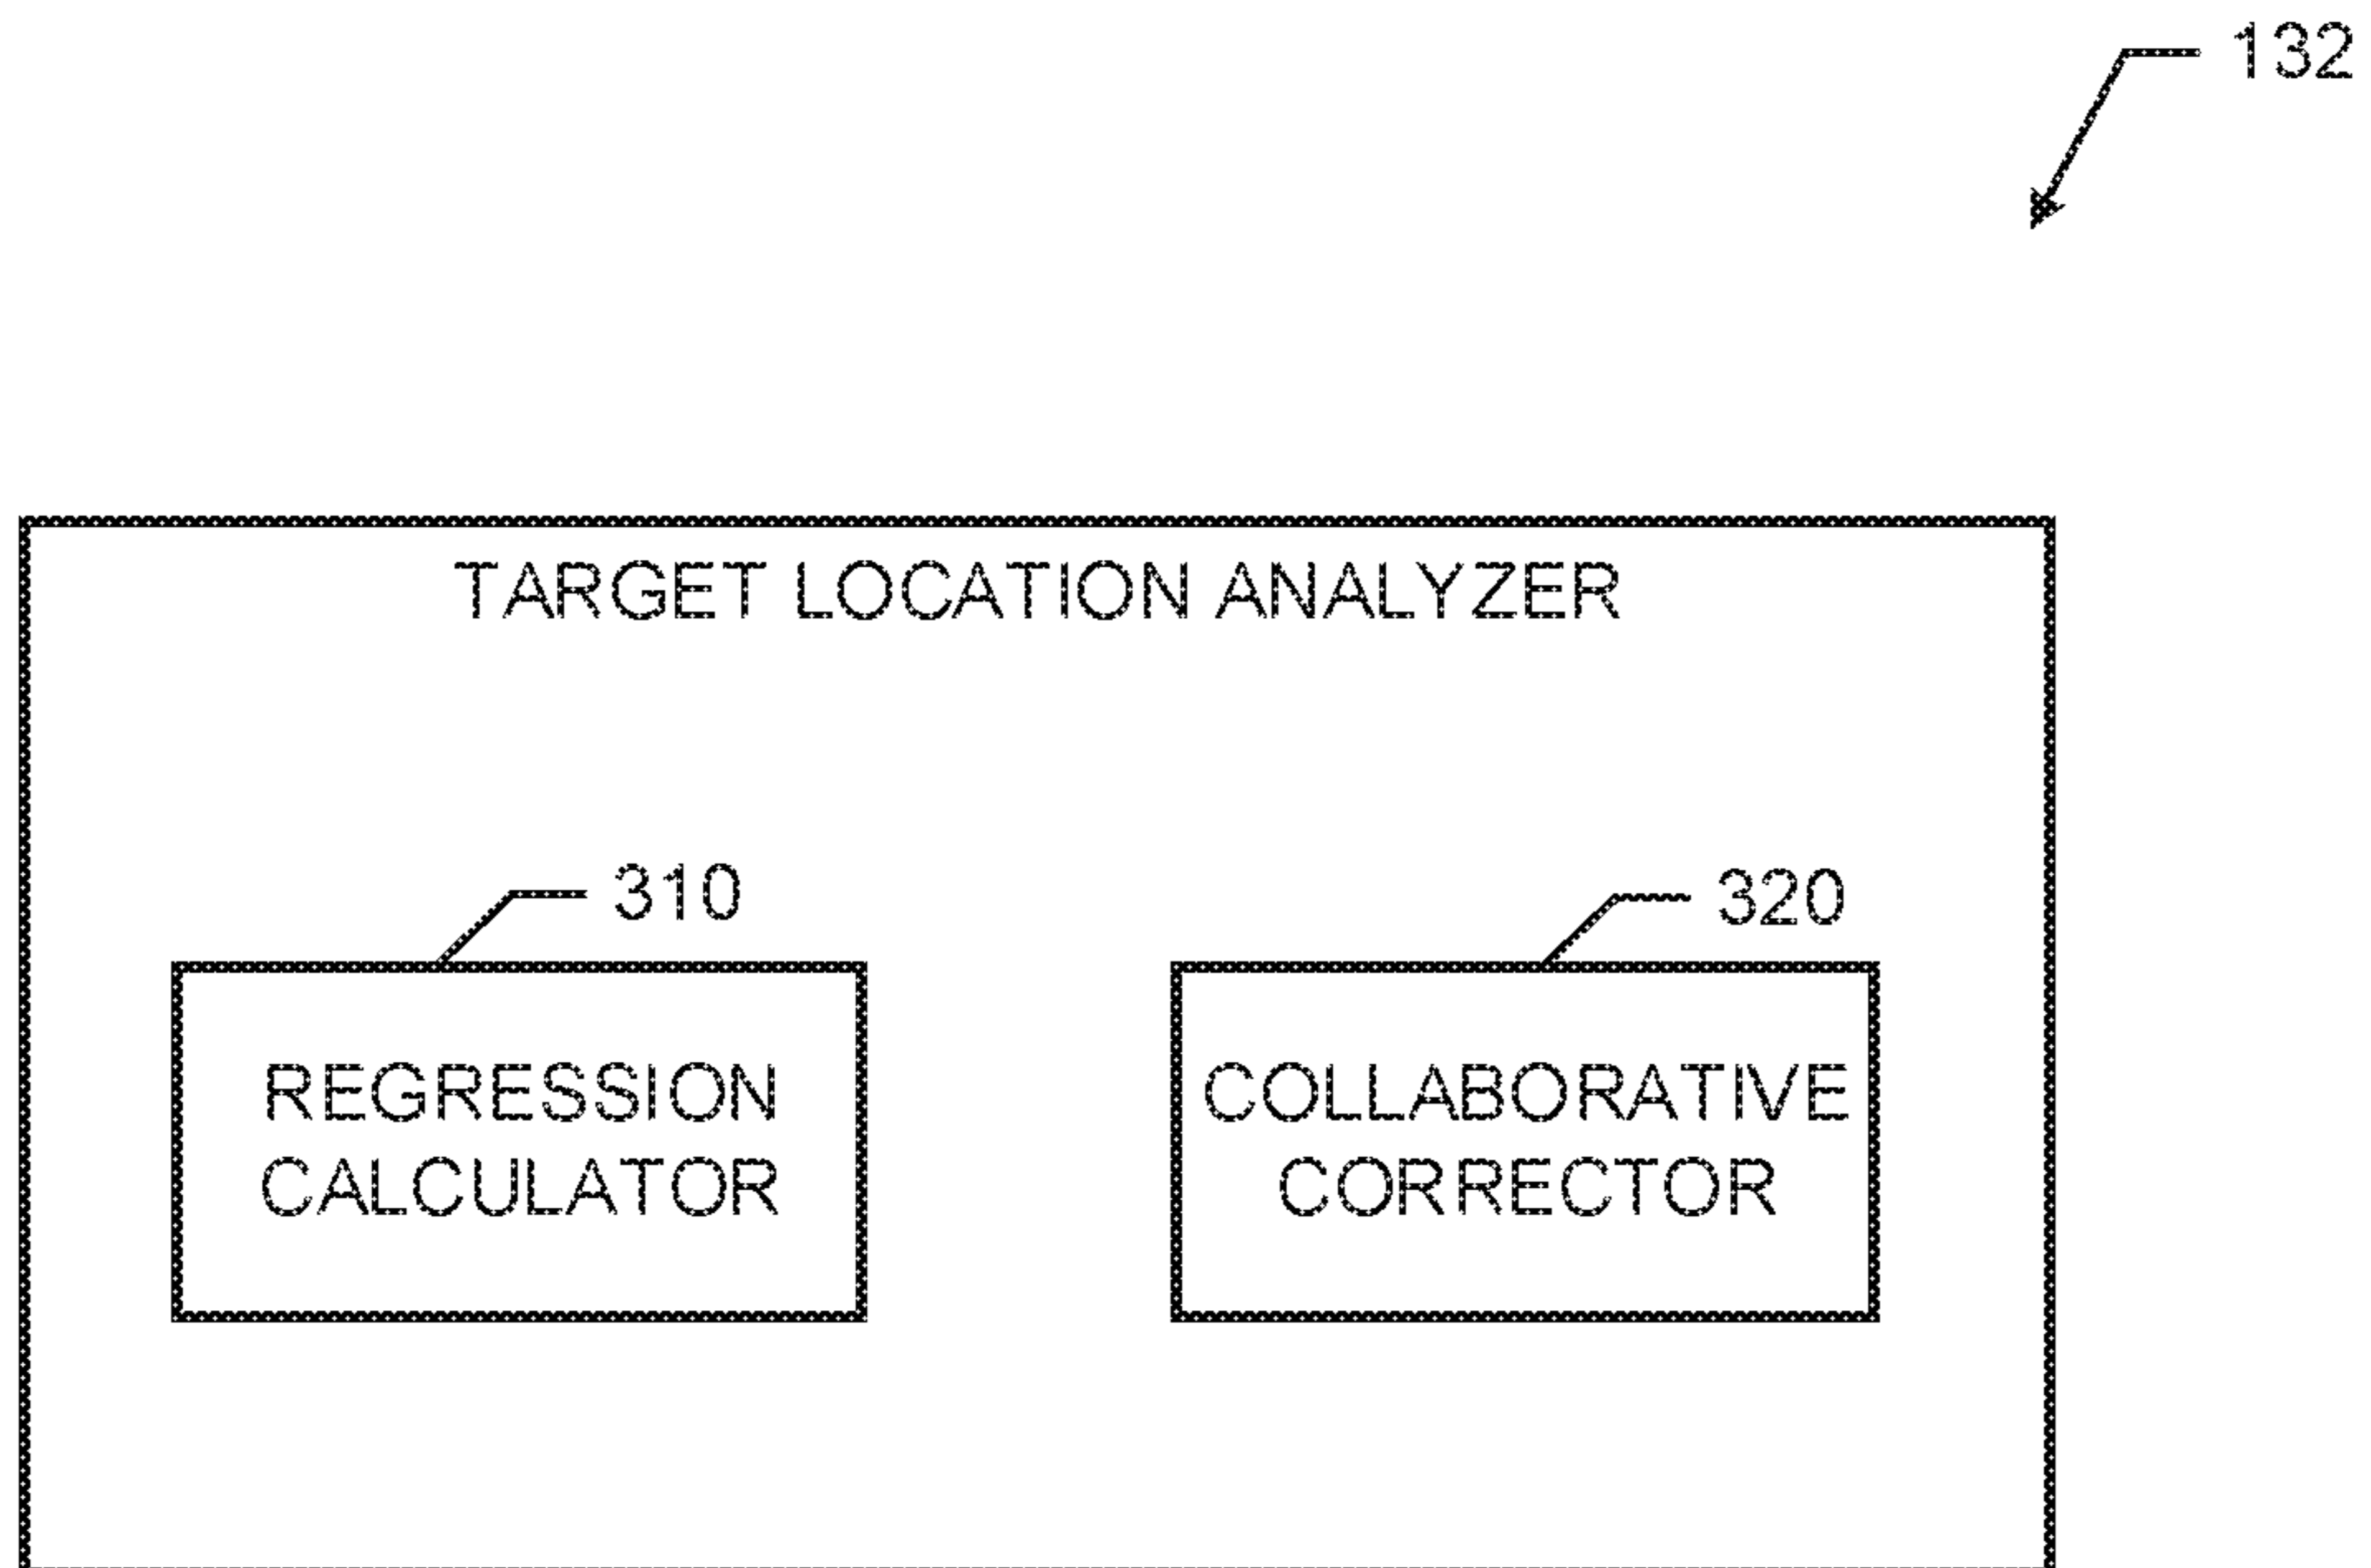 132
TARGET LOCATION ANALYZER
310
320
REGRESSION
CALCULATOR
COLLABORATIVE
CORRECTOR